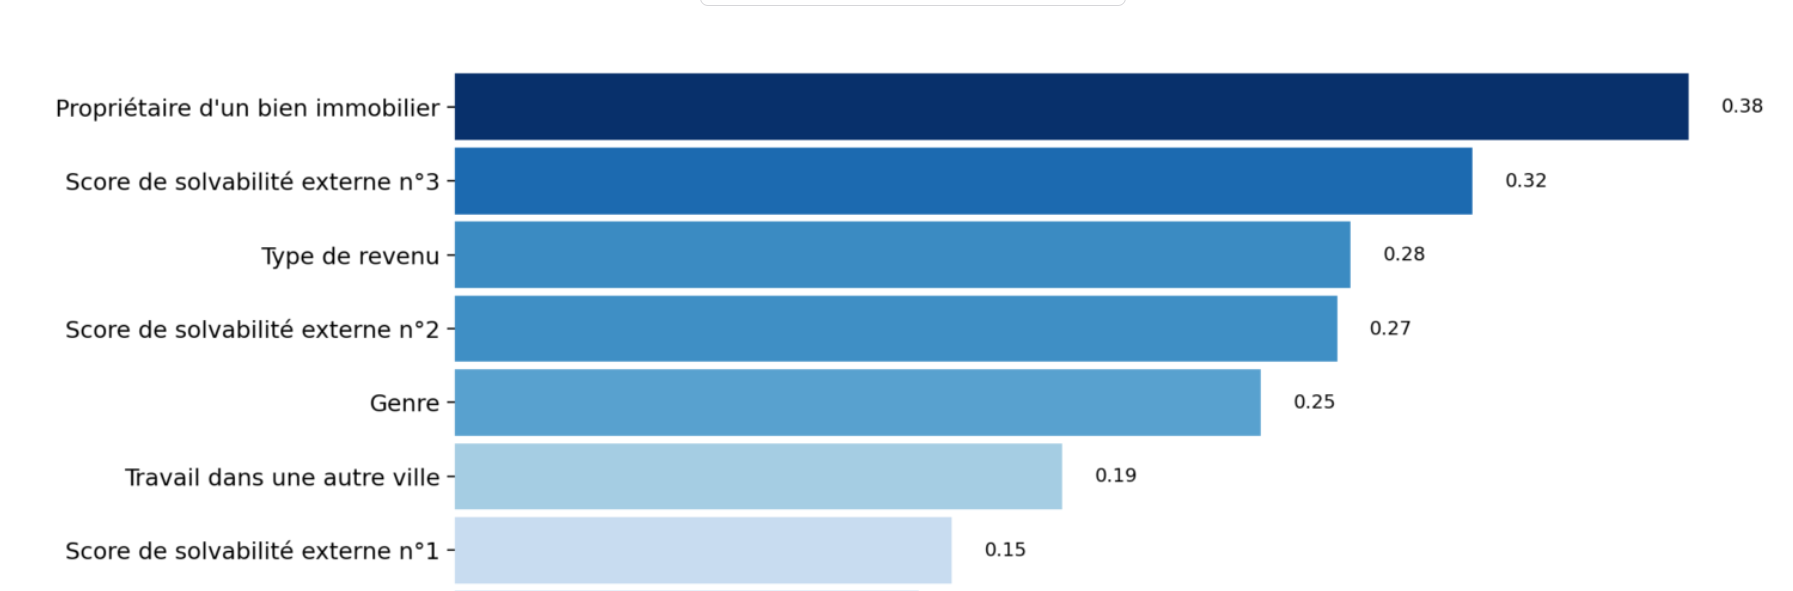 Propriétaire d'un bien immobilier 0.38
Score de solvabilité externe n°3 0.32
Type de revenu 0.28
Score de solvabilité externe n°2 0.27
Genre 0.25
Travail dans une autre ville 0.19
Score de solvabilité externe n°1 0.15